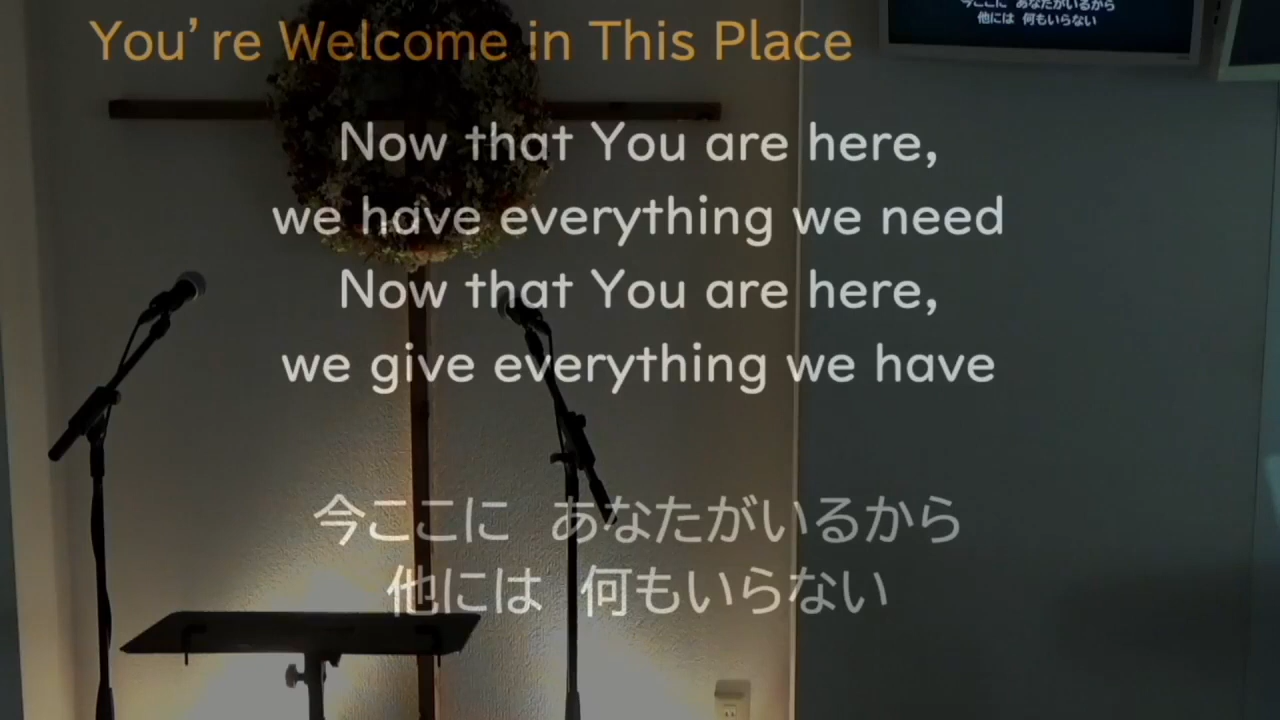 今ここに あなたがいるから
他には 何もいらない
You're Welcome in This Place
Now that You are here,
we have everything we need
Now that You are here,
we give everything we have
今ここに あなたがいるから
他には 何もいらない